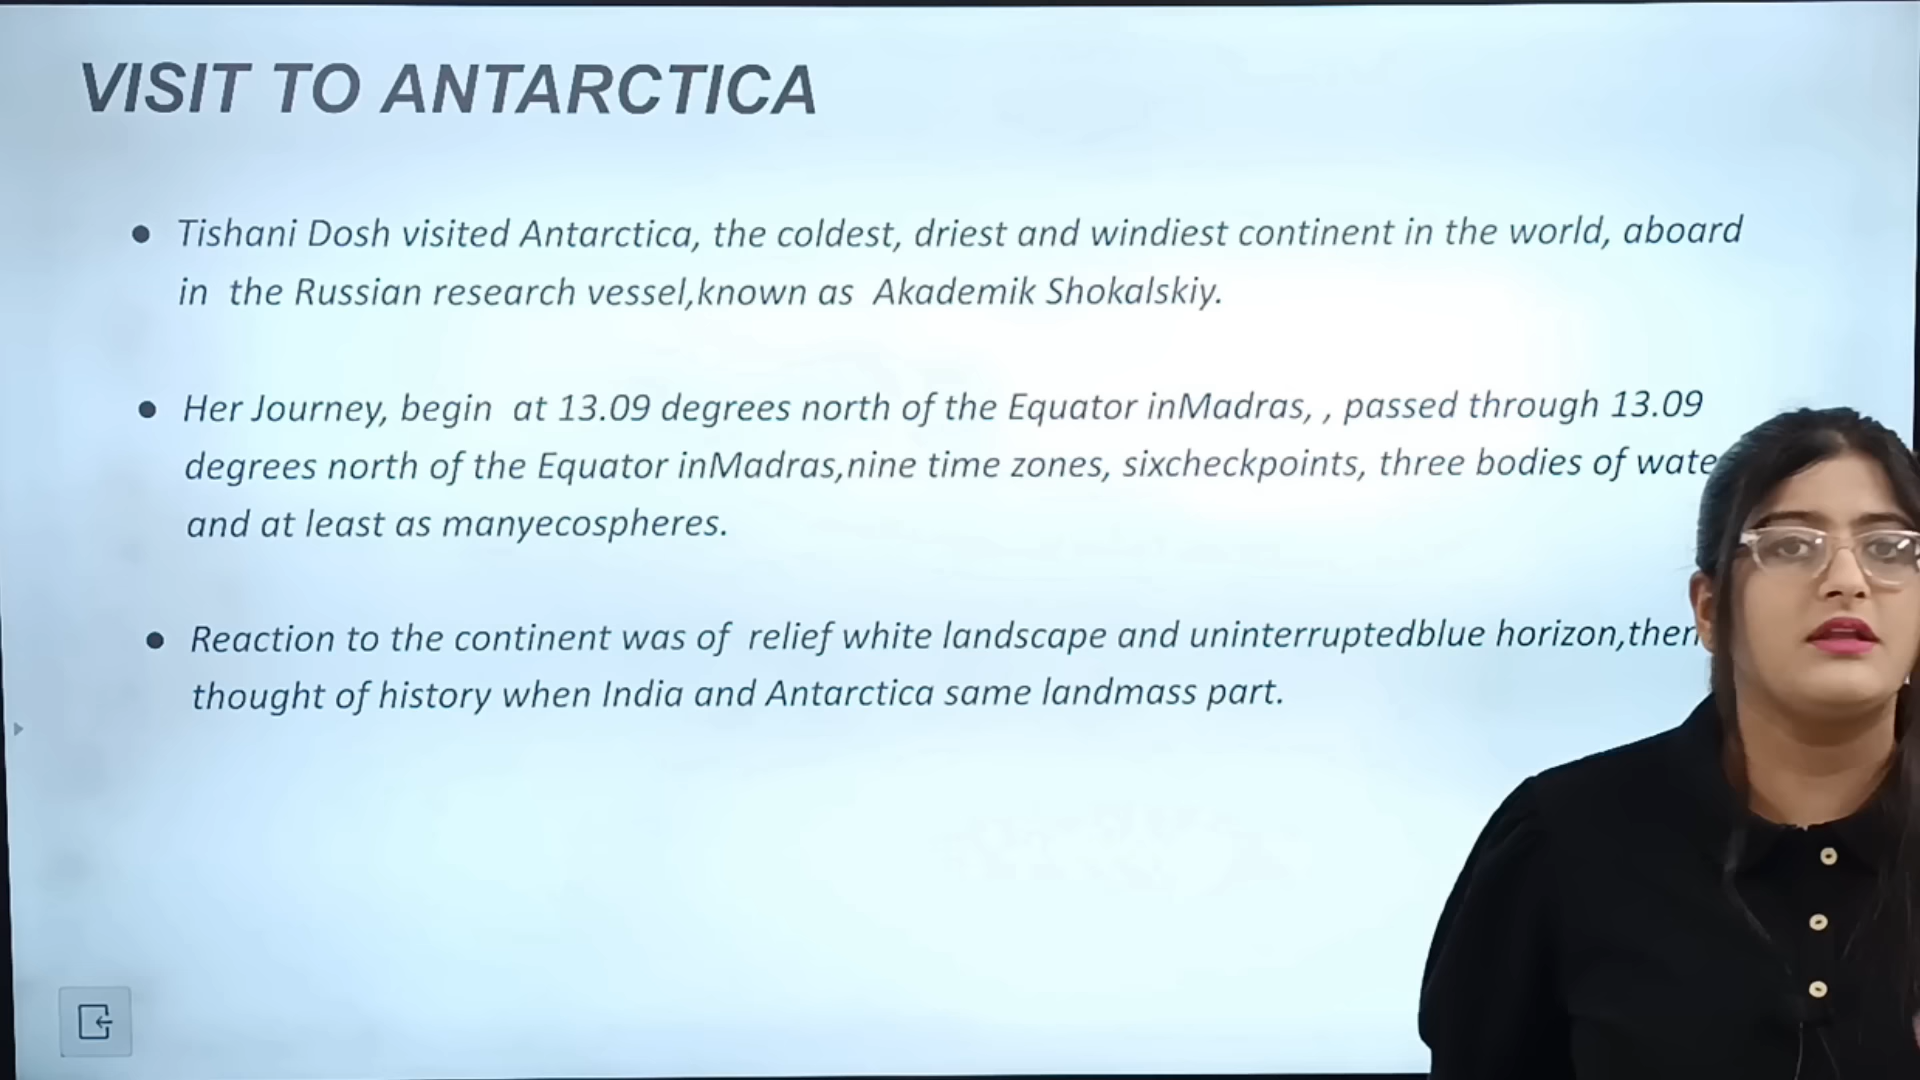 VISIT TO ANTARCTICA
● Tishani Dosh visited Antarctica, the coldest, driest and windiest continent in the world, aboard
in the Russian research vessel,known as Akademik Shokalskiy.
● Her Journey, begin at 13.09 degrees north of the Equator inMadras, , passed through 13.09
degrees north of the Equator inMadras,nine time zones, sixcheckpoints, three bodies of wate
and at least as manyecospheres.
● Reaction to the continent was of relief white landscape and uninterruptedblue horizon,then
thought of history when India and Antarctica same landmass part.